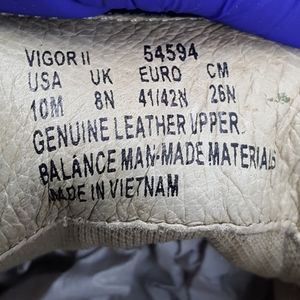 VIGOR II 54594
USA UK EURO CM
10M 8N 41/42N 26N
GENUINE LEATHER UPPER
BALANCE MAN-MADE MATERIALS
MADE IN VIETNAM